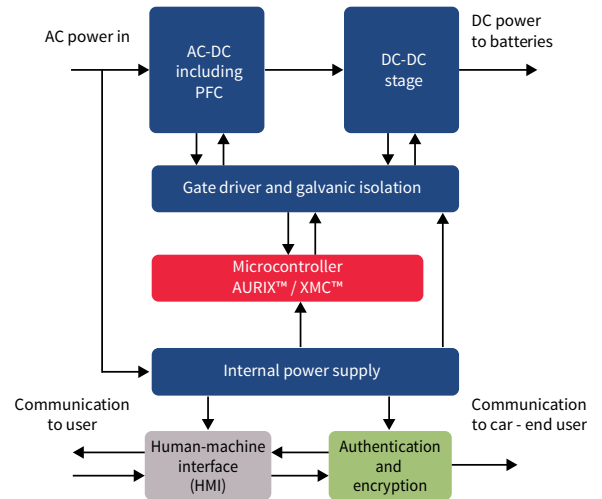 AC power in
AC-DC
including
PFC
DC-DC
stage
DC power
to batteries
Gate driver and galvanic isolation
Microcontroller
AURIX™ / XMC™
Internal power supply
Communication
to user
Human-machine
interface
(HMI)
Authentication
and
encryption
Communication
to car - end user